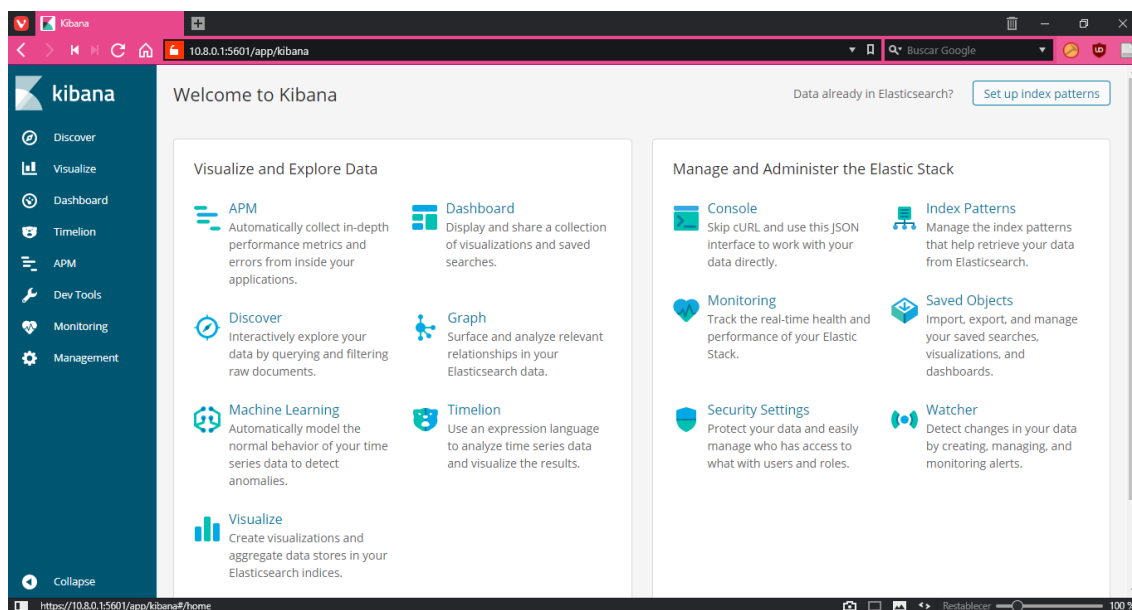 Kibana
10.8.0.1:5601/app/kibana
Buscar Google
kibana
Discover
Visualize
Dashboard
Timelion
APM
Dev Tools
Monitoring
Management
Collapse
Welcome to Kibana
Data already in Elasticsearch?
Set up index patterns
Visualize and Explore Data
APM
Automatically collect in-depth
performance metrics and
errors from inside your
applications.
Dashboard
Display and share a collection
of visualizations and saved
searches.
Discover
Interactively explore your
data by querying and filtering
raw documents.
Graph
Surface and analyze relevant
relationships in your
Elasticsearch data.
Machine Learning
Automatically model the
normal behavior of your time
series data to detect
anomalies.
Timelion
Use an expression language
to analyze time series data
and visualize the results.
Visualize
Create visualizations and
aggregate data stores in your
Elasticsearch indices.
Manage and Administer the Elastic Stack
Console
Skip cURL and use this JSON
interface to work with your
data directly.
Index Patterns
Manage the index patterns
that help retrieve your data
from Elasticsearch.
Monitoring
Track the real-time health and
performance of your Elastic
Stack.
Saved Objects
Import, export, and manage
your saved searches,
visualizations, and
dashboards.
Security Settings
Protect your data and easily
manage who has access to
what with users and roles.
Watcher
Detect changes in your data
by creating, managing, and
monitoring alerts.
https://10.8.0.1:5601/app/kibana#/home
Restablecer
100 %